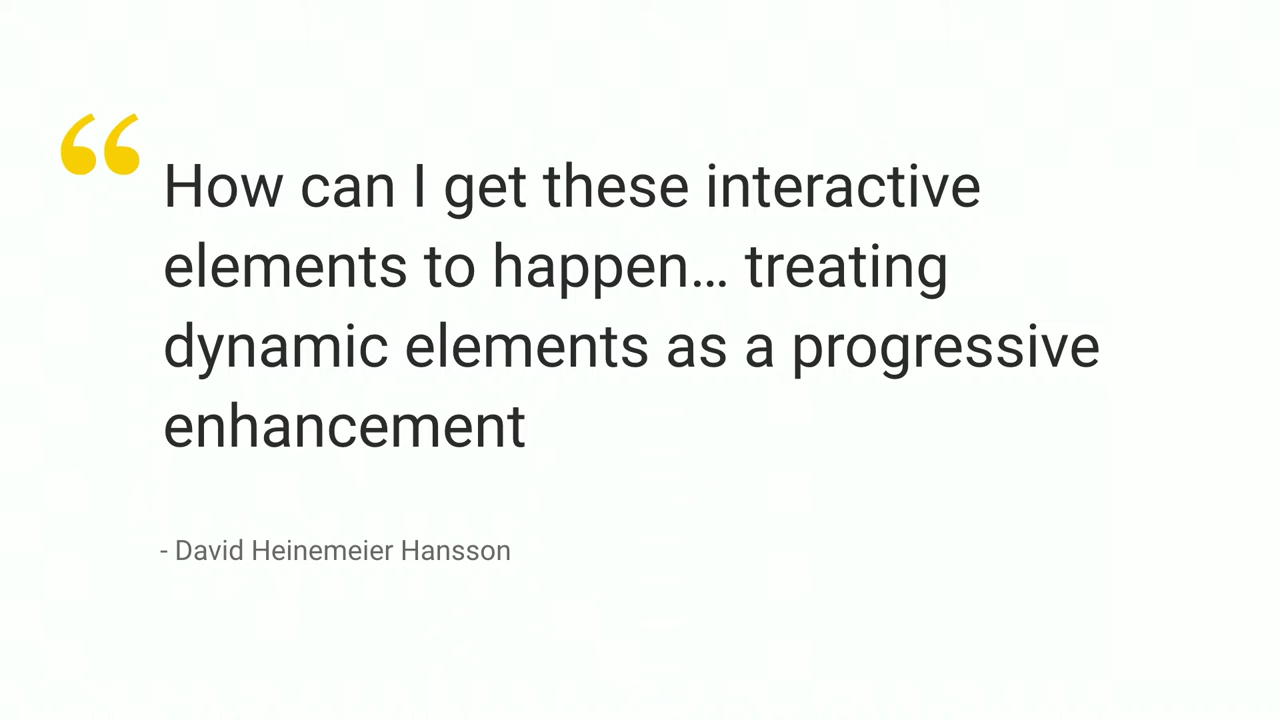 “How can I get these interactive
elements to happen… treating
dynamic elements as a progressive
enhancement
- David Heinemeier Hansson